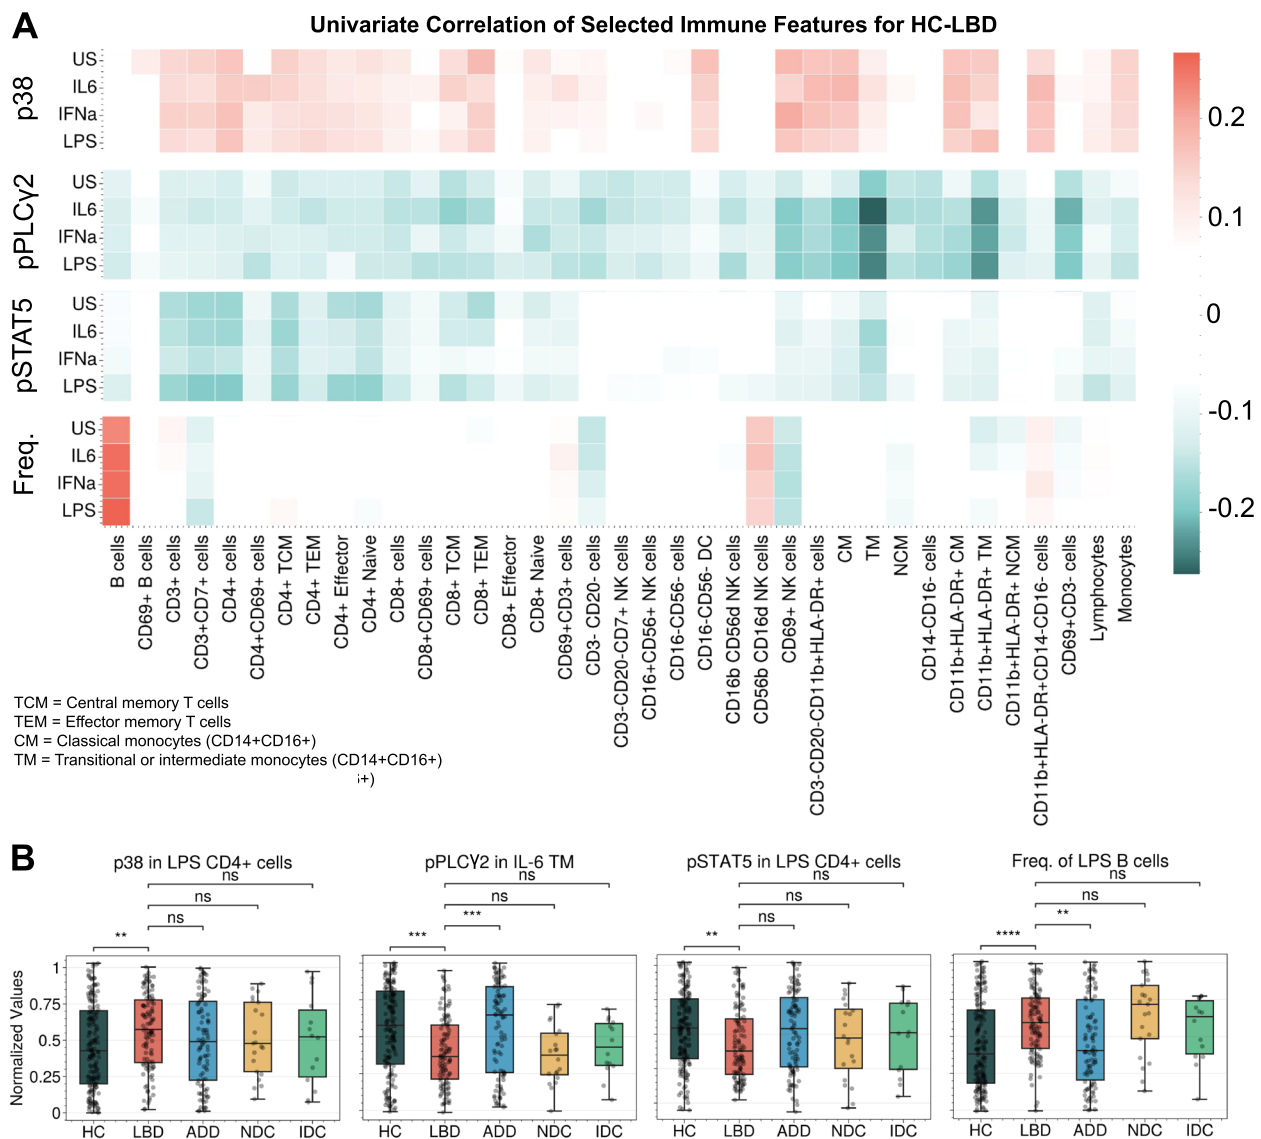 A
Univariate Correlation of Selected Immune Features for HC-LBD
p38
US
IL6
IFNa
LPS
pPLCγ2
US
IL6
IFNa
LPS
pSTAT5
US
IL6
IFNa
LPS
Freq.
US
IL6
IFNa
LPS
0.2
0.1
0
-0.1
-0.2
B cells
CD69+ B cells
CD3+ cells
CD3+CD7+ cells
CD4+ cells
CD4+CD69+ cells
CD4+ TCM
CD4+ TEM
CD4+ Effector
CD4+ Naive
CD8+ cells
CD8+CD69+ cells
CD8+ TCM
CD8+ TEM
CD8+ Effector
CD8+ Naive
CD69+CD3+ cells
CD3- CD20- cells
CD3-CD20-CD7+ NK cells
CD16+CD56+ NK cells
CD16-CD56- cells
CD16-CD56- DC
CD16b CD56d NK cells
CD56b CD16d NK cells
CD69+ NK cells
CD3-CD20-CD11b+HLA-DR+ cells
CM
TM
NCM
CD14-CD16- cells
CD11b+HLA-DR+ CM
CD11b+HLA-DR+ TM
CD11b+HLA-DR+ NCM
CD11b+HLA-DR+CD14-CD16- cells
CD69+CD3- cells
Lymphocytes
Monocytes
TCM = Central memory T cells
TEM = Effector memory T cells
CM = Classical monocytes (CD14+CD16+)
TM = Transitional or intermediate monocytes (CD14+CD16+)
+)
B
p38 in LPS CD4+ cells
ns
ns
ns
**
Normalized Values
1
0.75
0.5
0.25
0
HC LBD ADD NDC IDC
pPLCγ2 in IL-6 TM
ns
ns
***
***
HC LBD ADD NDC IDC
pSTAT5 in LPS CD4+ cells
ns
ns
ns
**
HC LBD ADD NDC IDC
Freq. of LPS B cells
ns
ns
**
****
HC LBD ADD NDC IDC